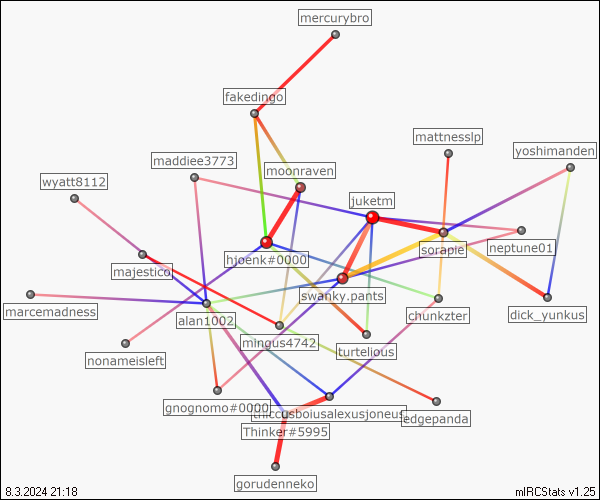 mercurybro
fakedingo
mattnesslp
yoshimanden
maddiee3773
moonraven
wyatt8112
juketm
hjoenk#0000
sorapie
neptune01
majestico
swanky.pants
marcemadness
alan1002
chunkzter
dick_yunkus
mingus4742
turtelious
nonameisleft
gnognomo#0000
thiccusboiusalexusjoneus
edgepanda
Thinker#5995
gorudenneko
8.3.2024 21:18
mIRCStats v1.25